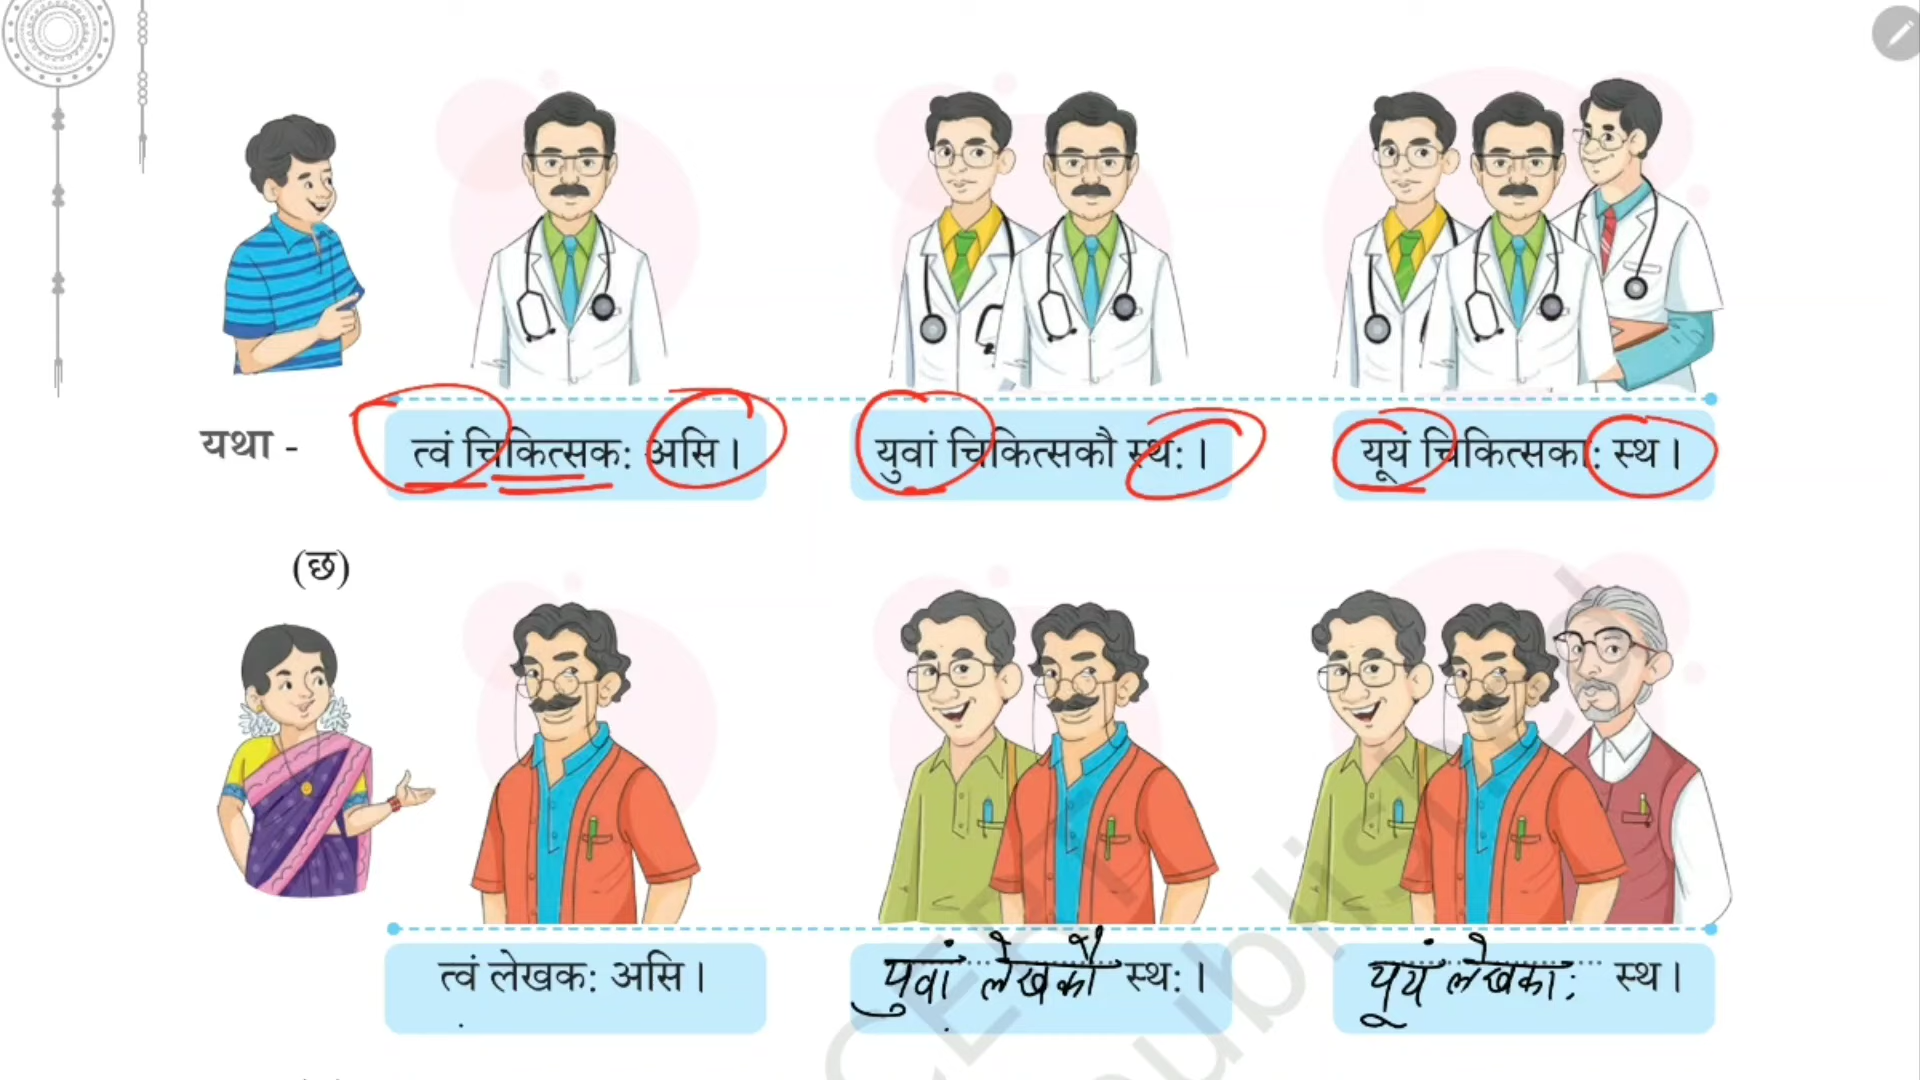 यथा - त्वं चिकित्सक: असि । युवां चिकित्सकौ स्थ: । यूयं चिकित्सका: स्थ ।
(छ)
त्वं लेखक: असि । युवां लेखकौ स्थ: । यूयं लेखका: स्थ ।